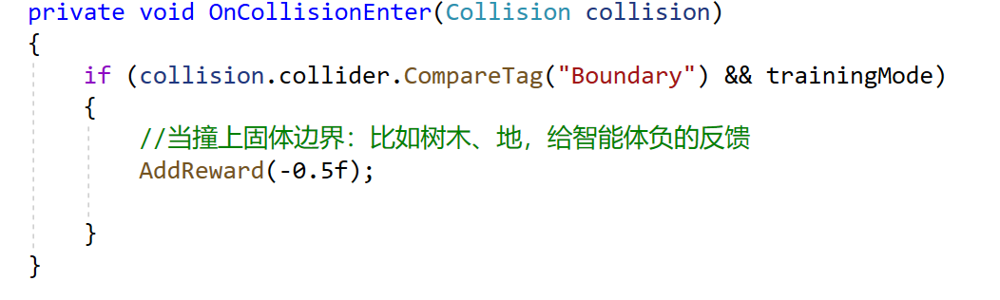 private void OnCollisionEnter(Collision collision)
{
if (collision.collider.CompareTag("Boundary") && trainingMode)
{
//当撞上固体边界：比如树木、地，给智能体负的反馈
AddReward(-0.5f);
}
}